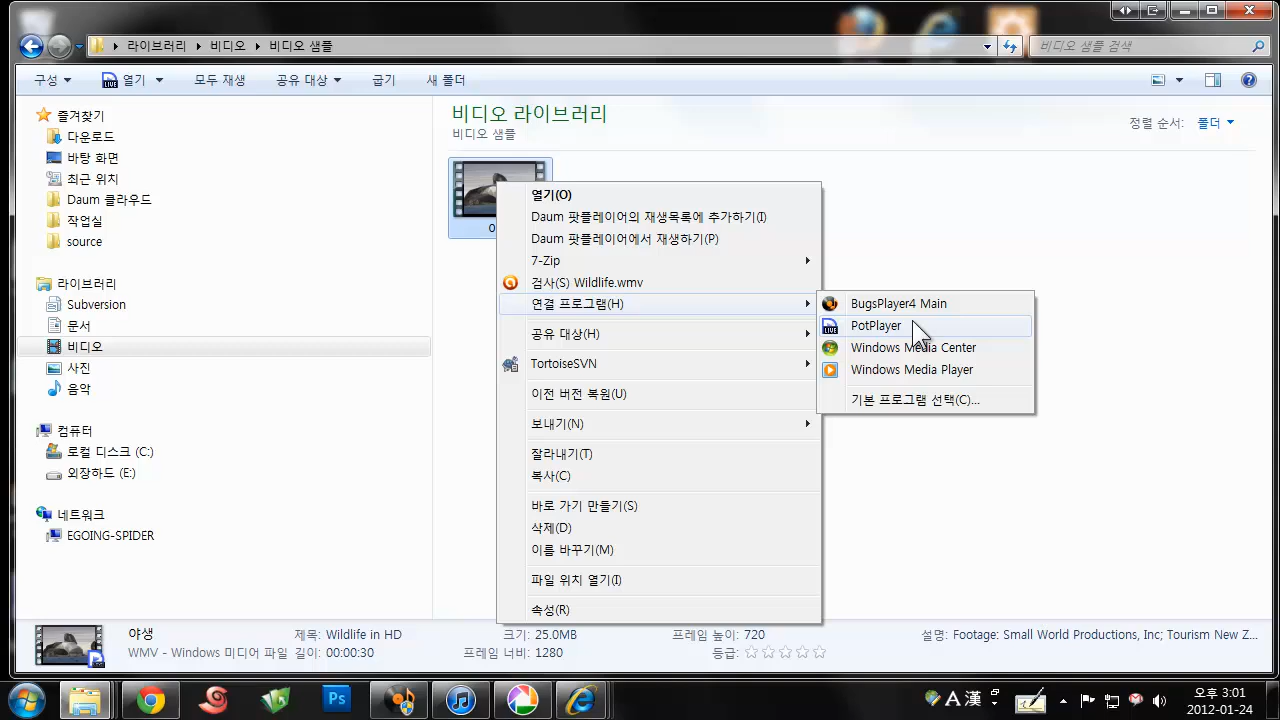 라이브러리 ▸ 비디오 ▸ 비디오 샘플
비디오 샘플 검색
구성 열기 모두 재생 공유 대상 굽기 새 폴더
즐겨찾기
다운로드
바탕 화면
최근 위치
Daum 클라우드
작업실
source
라이브러리
Subversion
문서
비디오
사진
음악
컴퓨터
로컬 디스크 (C:)
외장하드 (E:)
네트워크
EGOING-SPIDER
비디오 라이브러리
비디오 샘플
정렬 순서: 폴더
열기(O)
Daum 팟플레이어의 재생목록에 추가하기(I)
Daum 팟플레이어에서 재생하기(P)
7-Zip
검사(S) Wildlife.wmv
연결 프로그램(H)
공유 대상(H)
TortoiseSVN
이전 버전 복원(U)
보내기(N)
잘라내기(T)
복사(C)
바로 가기 만들기(S)
삭제(D)
이름 바꾸기(M)
파일 위치 열기(I)
속성(R)
BugsPlayer4 Main
PotPlayer
Windows Media Center
Windows Media Player
기본 프로그램 선택(C)...
야생 제목: Wildlife in HD 크기: 25.0MB 프레임 높이: 720 설명: Footage: Small World Productions, Inc; Tourism New Z...
WMV - Windows 미디어 파일 길이: 00:00:30 프레임 너비: 1280 등급:
LIVE
Ps
A 漢
오후 3:01
2012-01-24